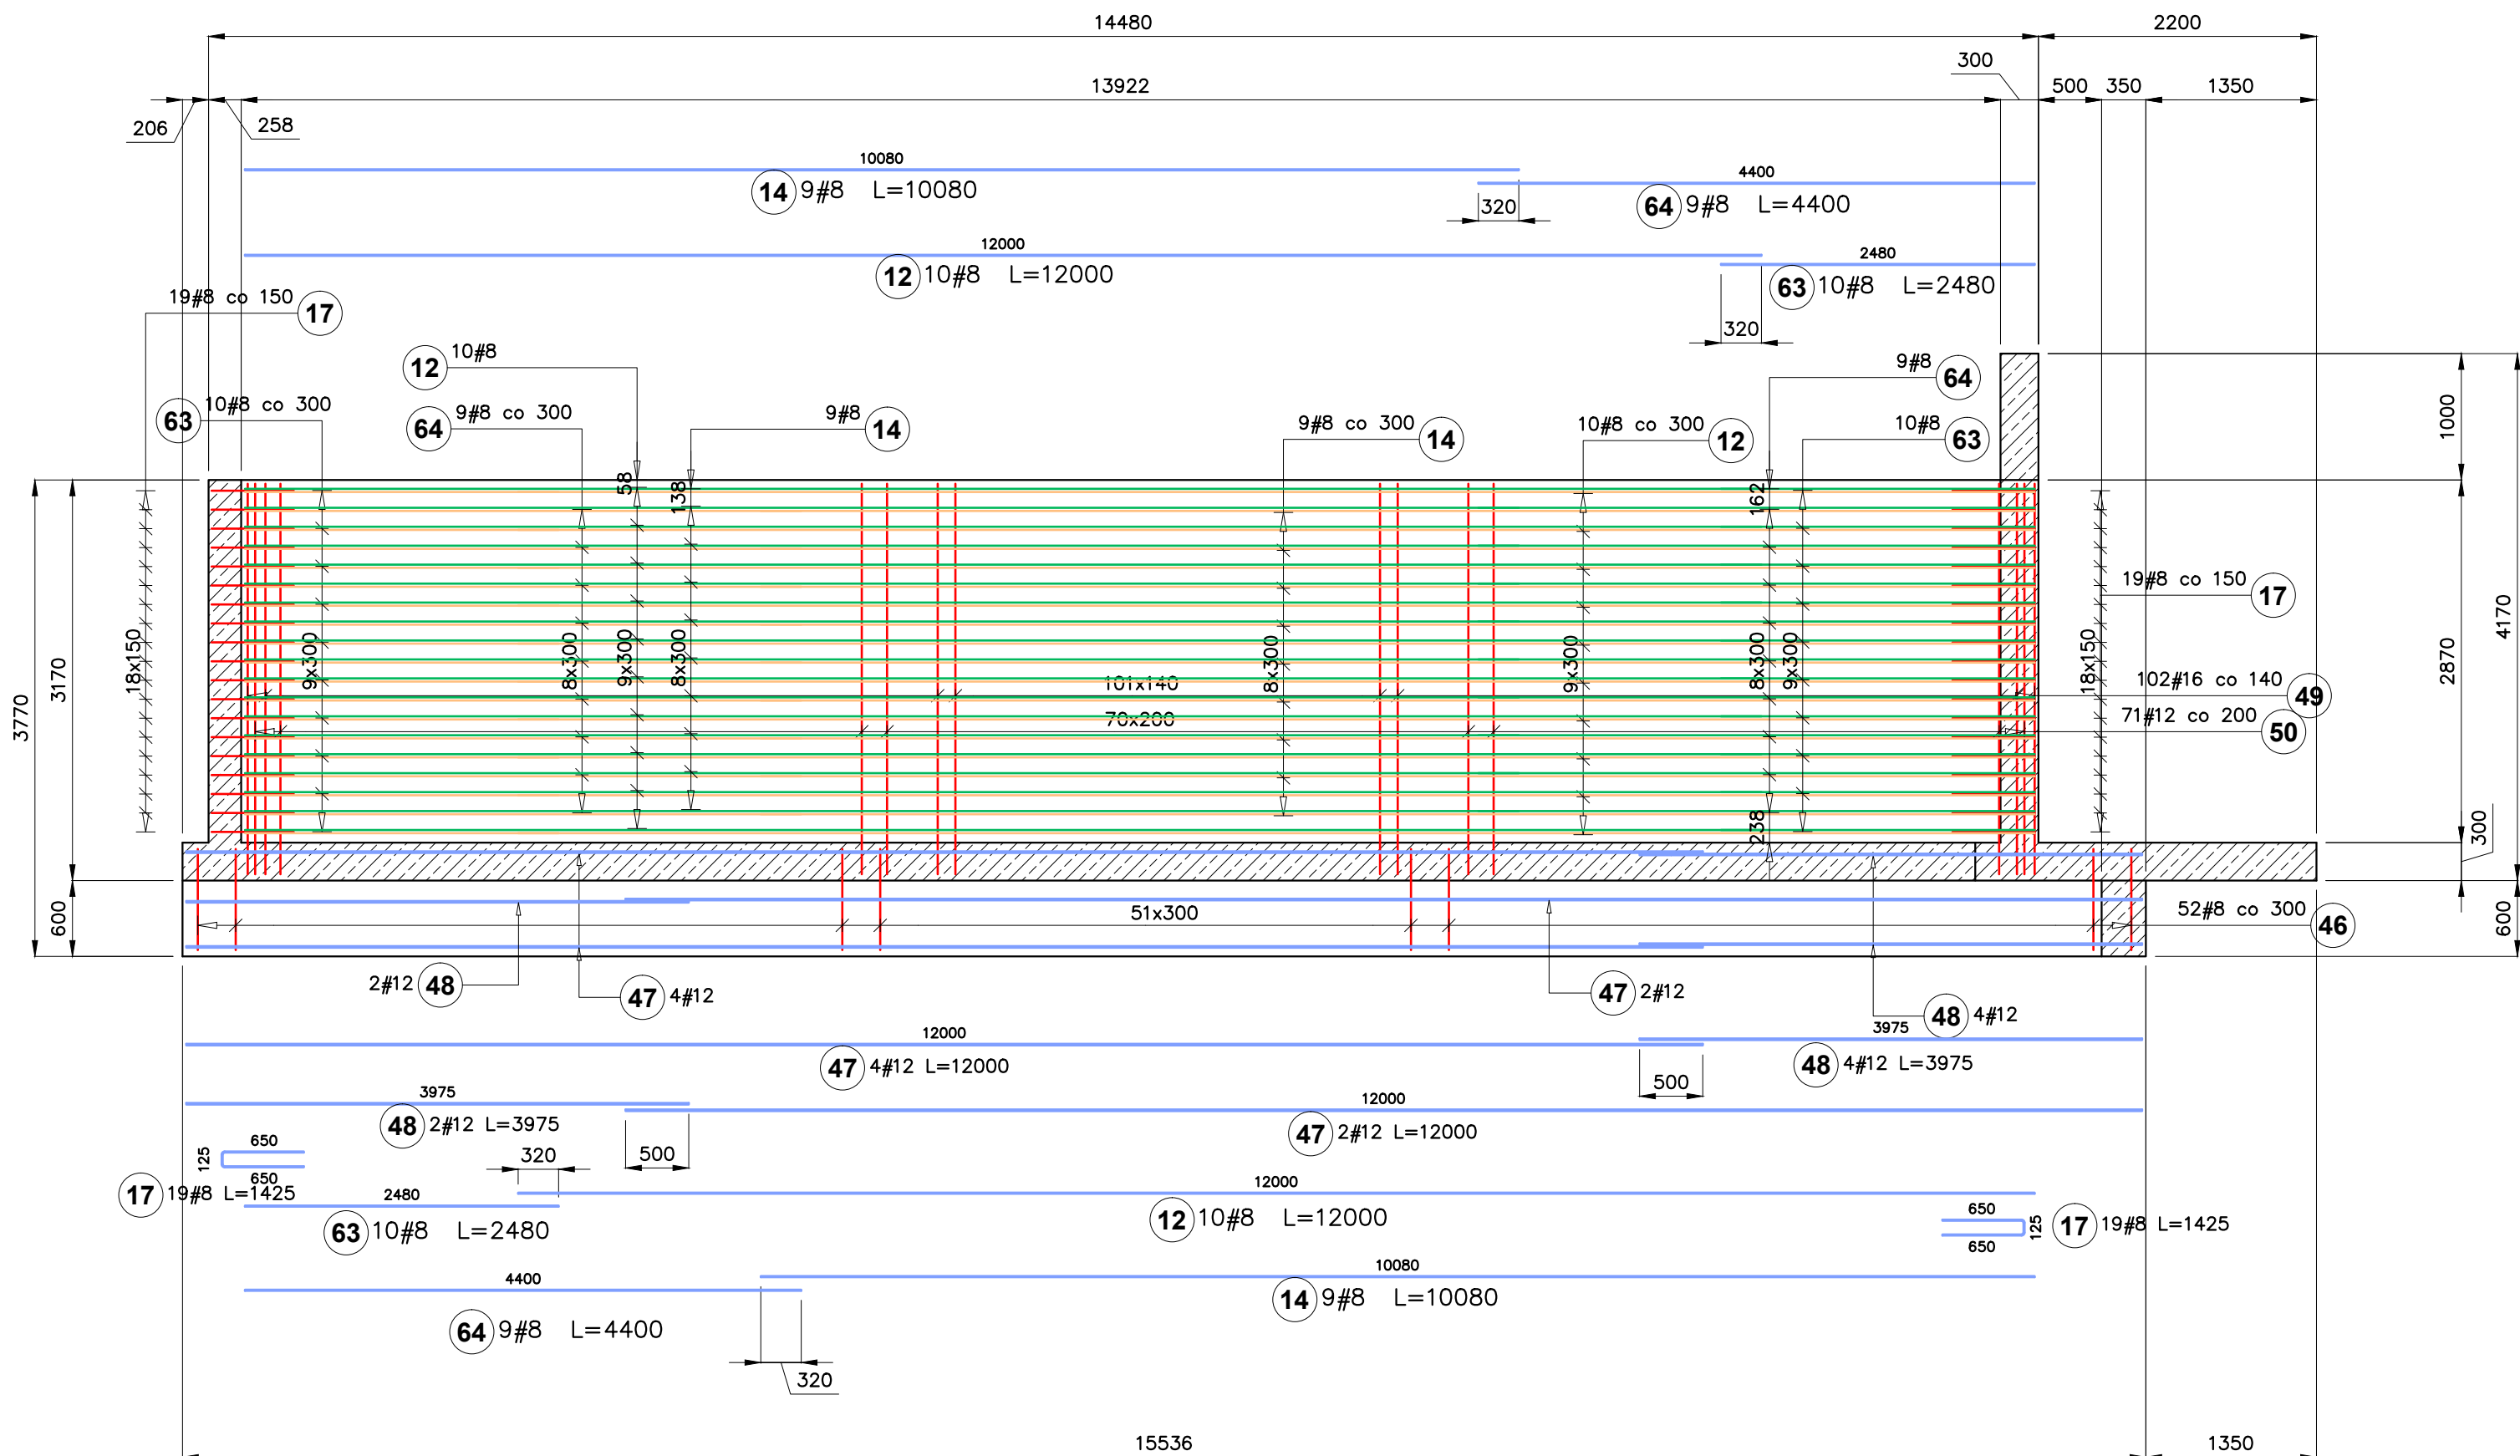 14480
2200
13922
300
500
350
1350
206
258
10080
14 9#8 L=10080
4400
320
64 9#8 L=4400
12000
12 10#8 L=12000
2480
63 10#8 L=2480
320
19#8 co 150 17
12 10#8
9#8 64
63 10#8 co 300
64 9#8 co 300
9#8 14
9#8 co 300 14
10#8 co 300 12
10#8 63
1000
58
138
162
19#8 co 150 17
3770
3170
18x150
9x300
8x300
9x300
8x300
8x300
9x300
8x300
9x300
18x150
2870
4170
101x140
102#16 co 140 49
70x200
71#12 co 200 50
238
300
600
51x300
52#8 co 300 46
600
2#12 48
47 4#12
47 2#12
48 4#12
12000
47 4#12 L=12000
3975
48 4#12 L=3975
500
3975
48 2#12 L=3975
12000
47 2#12 L=12000
500
650
125
650
17 19#8 L=1425
320
2480
63 10#8 L=2480
12000
12 10#8 L=12000
650
125
650
17 19#8 L=1425
4400
64 9#8 L=4400
10080
14 9#8 L=10080
320
15536
1350